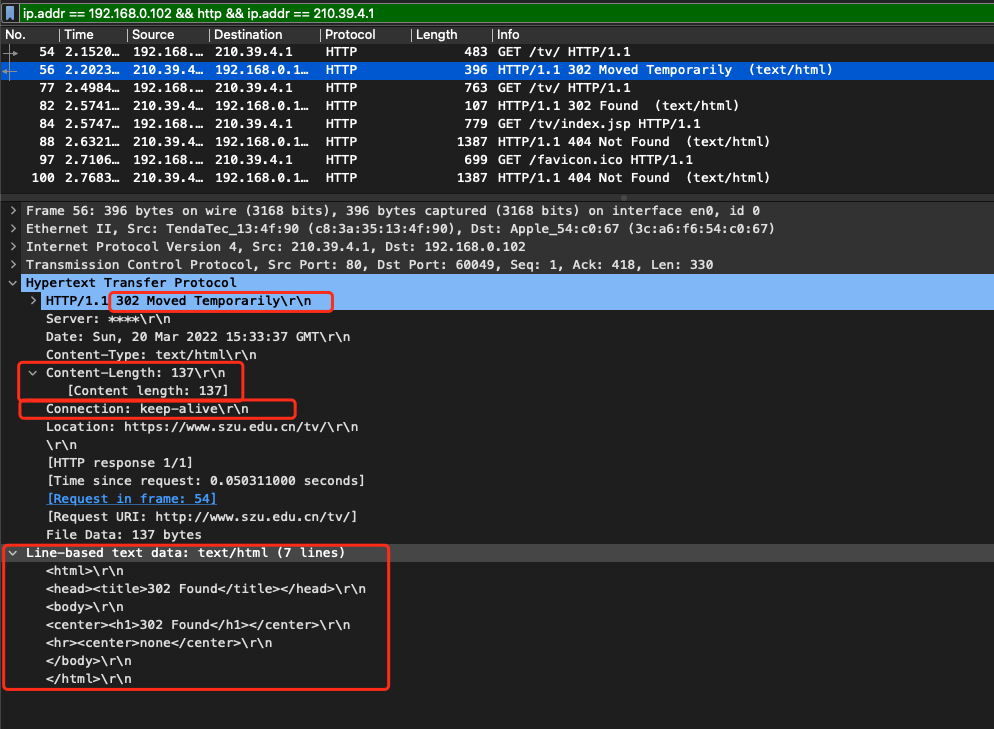 ip.addr == 192.168.0.102 && http && ip.addr == 210.39.4.1
No. Time Source Destination Protocol Length Info
54 2.1520… 192.168.… 210.39.4.1 HTTP 483 GET /tv/ HTTP/1.1
56 2.2023… 210.39.4… 192.168.0.1… HTTP 396 HTTP/1.1 302 Moved Temporarily  (text/html)
77 2.4984… 192.168.… 210.39.4.1 HTTP 763 GET /tv/ HTTP/1.1
82 2.5741… 210.39.4… 192.168.0.1… HTTP 107 HTTP/1.1 302 Found  (text/html)
84 2.5747… 192.168.… 210.39.4.1 HTTP 779 GET /tv/index.jsp HTTP/1.1
88 2.6321… 210.39.4… 192.168.0.1… HTTP 1387 HTTP/1.1 404 Not Found  (text/html)
97 2.7106… 192.168.… 210.39.4.1 HTTP 699 GET /favicon.ico HTTP/1.1
100 2.7683… 210.39.4… 192.168.0.1… HTTP 1387 HTTP/1.1 404 Not Found  (text/html)
Frame 56: 396 bytes on wire (3168 bits), 396 bytes captured (3168 bits) on interface en0, id 0
Ethernet II, Src: TendaTec_13:4f:90 (c8:3a:35:13:4f:90), Dst: Apple_54:c0:67 (3c:a6:f6:54:c0:67)
Internet Protocol Version 4, Src: 210.39.4.1, Dst: 192.168.0.102
Transmission Control Protocol, Src Port: 80, Dst Port: 60049, Seq: 1, Ack: 418, Len: 330
Hypertext Transfer Protocol
HTTP/1.1 302 Moved Temporarily\r\n
Server: ****\r\n
Date: Sun, 20 Mar 2022 15:33:37 GMT\r\n
Content-Type: text/html\r\n
Content-Length: 137\r\n
[Content length: 137]
Connection: keep-alive\r\n
Location: https://www.szu.edu.cn/tv/\r\n
\r\n
[HTTP response 1/1]
[Time since request: 0.050311000 seconds]
[Request in frame: 54]
[Request URI: http://www.szu.edu.cn/tv/]
File Data: 137 bytes
Line-based text data: text/html (7 lines)
<html>\r\n
<head><title>302 Found</title></head>\r\n
<body>\r\n
<center><h1>302 Found</h1></center>\r\n
<hr><center>none</center>\r\n
</body>\r\n
</html>\r\n